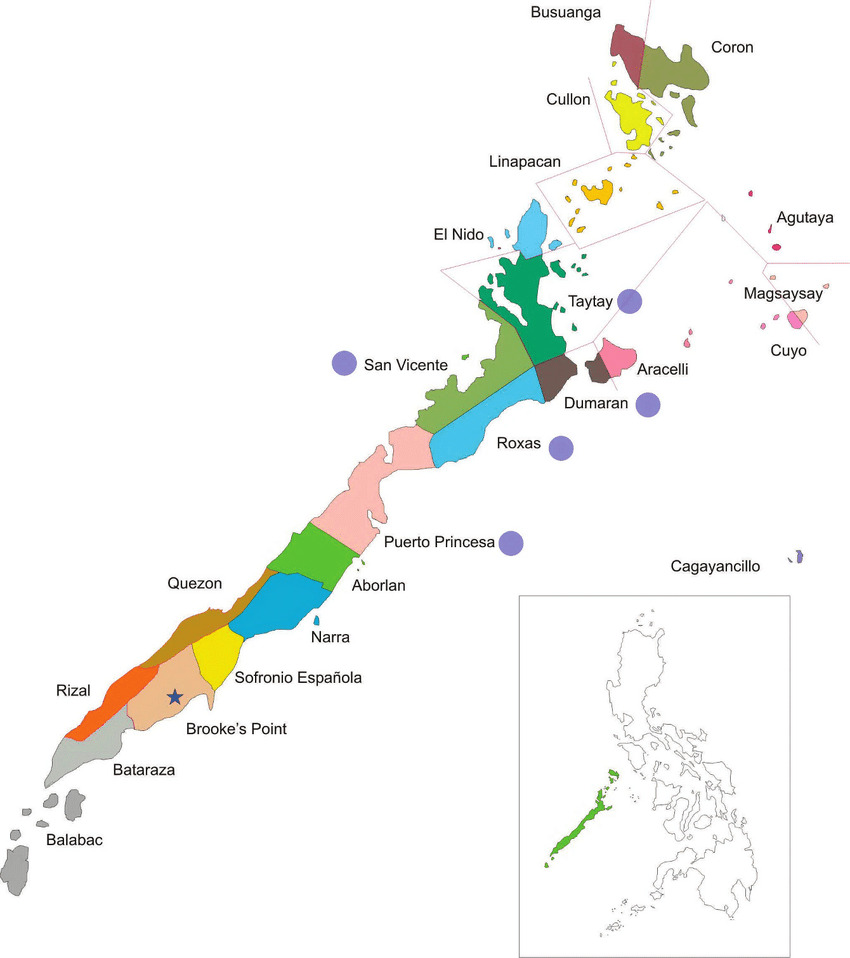 Busuanga
Coron
Cullon
Linapacan
Agutaya
El Nido
Magsaysay
Taytay
Cuyo
San Vicente
Aracelli
Dumaran
Roxas
Puerto Princesa
Cagayancillo
Quezon
Aborlan
Narra
Sofronio Española
Rizal
Brooke's Point
Bataraza
Balabac